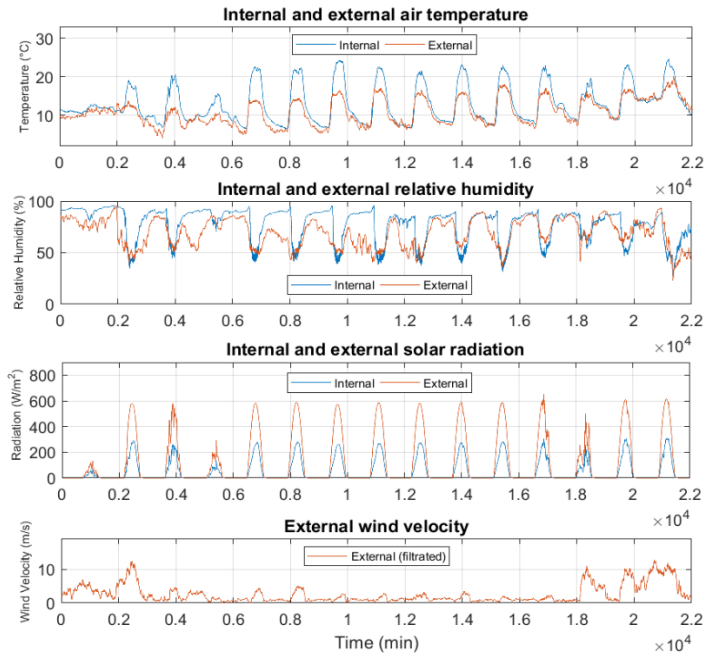 Internal and external air temperature
Temperature (°C)
30
20
10
Internal External
0 0.2 0.4 0.6 0.8 1 1.2 1.4 1.6 1.8 2 2.2
×10⁴
Internal and external relative humidity
Relative Humidity (%)
100
50
0
Internal External
0 0.2 0.4 0.6 0.8 1 1.2 1.4 1.6 1.8 2 2.2
×10⁴
Internal and external solar radiation
Radiation (W/m²)
800
600
400
200
0
Internal External
0 0.2 0.4 0.6 0.8 1 1.2 1.4 1.6 1.8 2 2.2
×10⁴
External wind velocity
Wind Velocity (m/s)
10
0
External (filtrated)
0 0.2 0.4 0.6 0.8 1 1.2 1.4 1.6 1.8 2 2.2
Time (min)
×10⁴